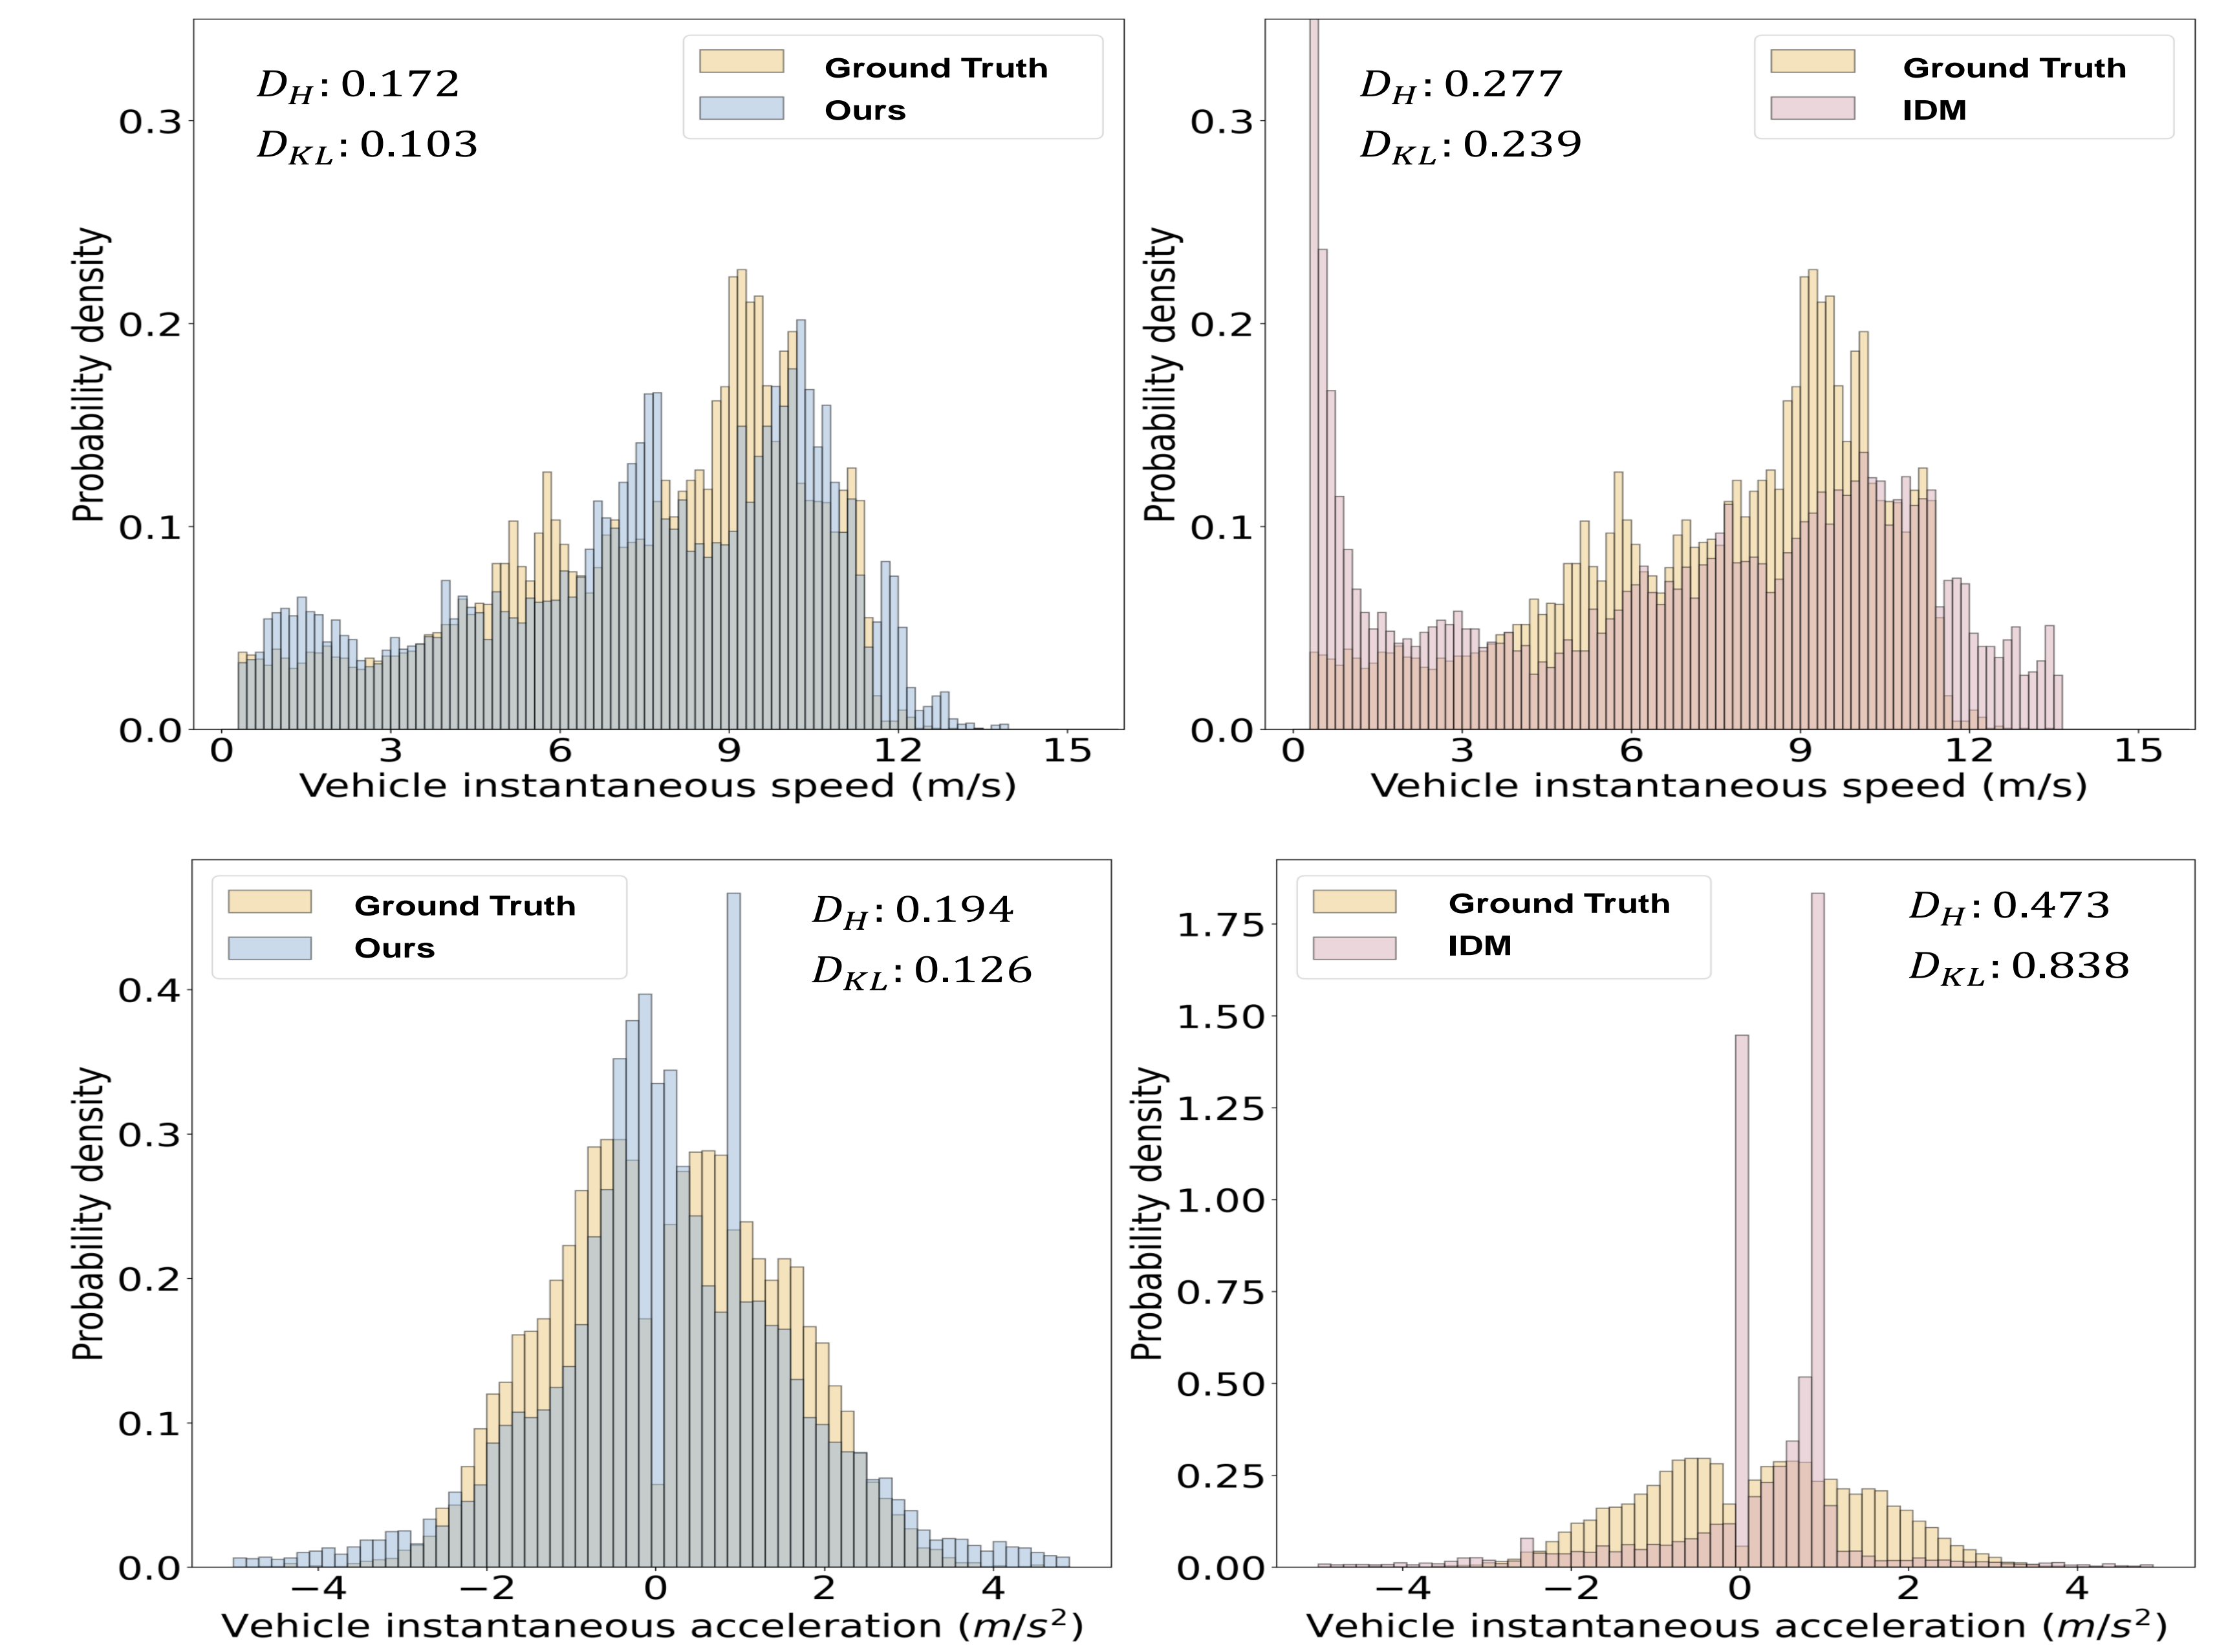 D_H: 0.172
D_KL: 0.103
Ground Truth
Ours
0.3
0.2
0.1
0.0
Probability density
0 3 6 9 12 15
Vehicle instantaneous speed (m/s)
D_H: 0.277
D_KL: 0.239
Ground Truth
IDM
0.3
0.2
0.1
0.0
Probability density
0 3 6 9 12 15
Vehicle instantaneous speed (m/s)
Ground Truth
Ours
D_H: 0.194
D_KL: 0.126
0.4
0.3
0.2
0.1
0.0
Probability density
−4 −2 0 2 4
Vehicle instantaneous acceleration (m/s²)
Ground Truth
IDM
D_H: 0.473
D_KL: 0.838
1.75
1.50
1.25
1.00
0.75
0.50
0.25
0.00
Probability density
−4 −2 0 2 4
Vehicle instantaneous acceleration (m/s²)